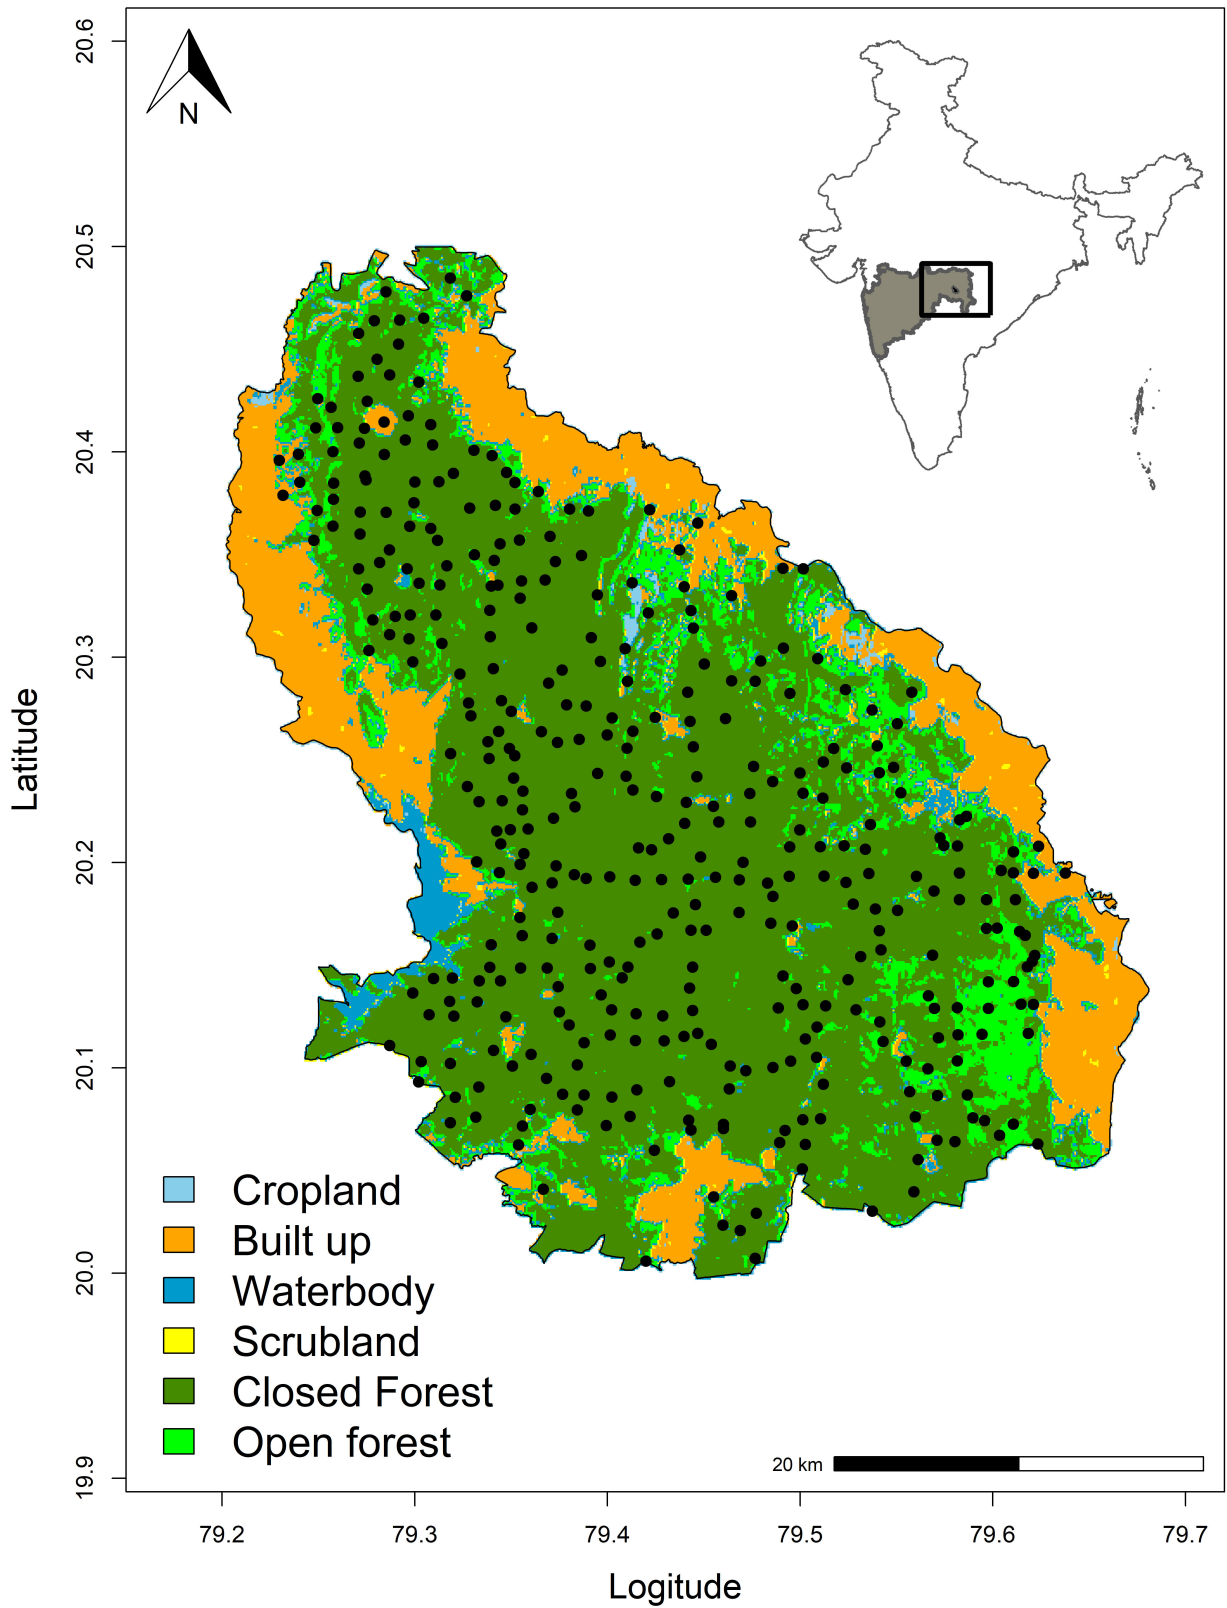 N
20.6
20.5
20.4
20.3
20.2
20.1
20.0
19.9
Latitude
Cropland
Built up
Waterbody
Scrubland
Closed Forest
Open forest
20 km
79.2 79.3 79.4 79.5 79.6 79.7
Logitude